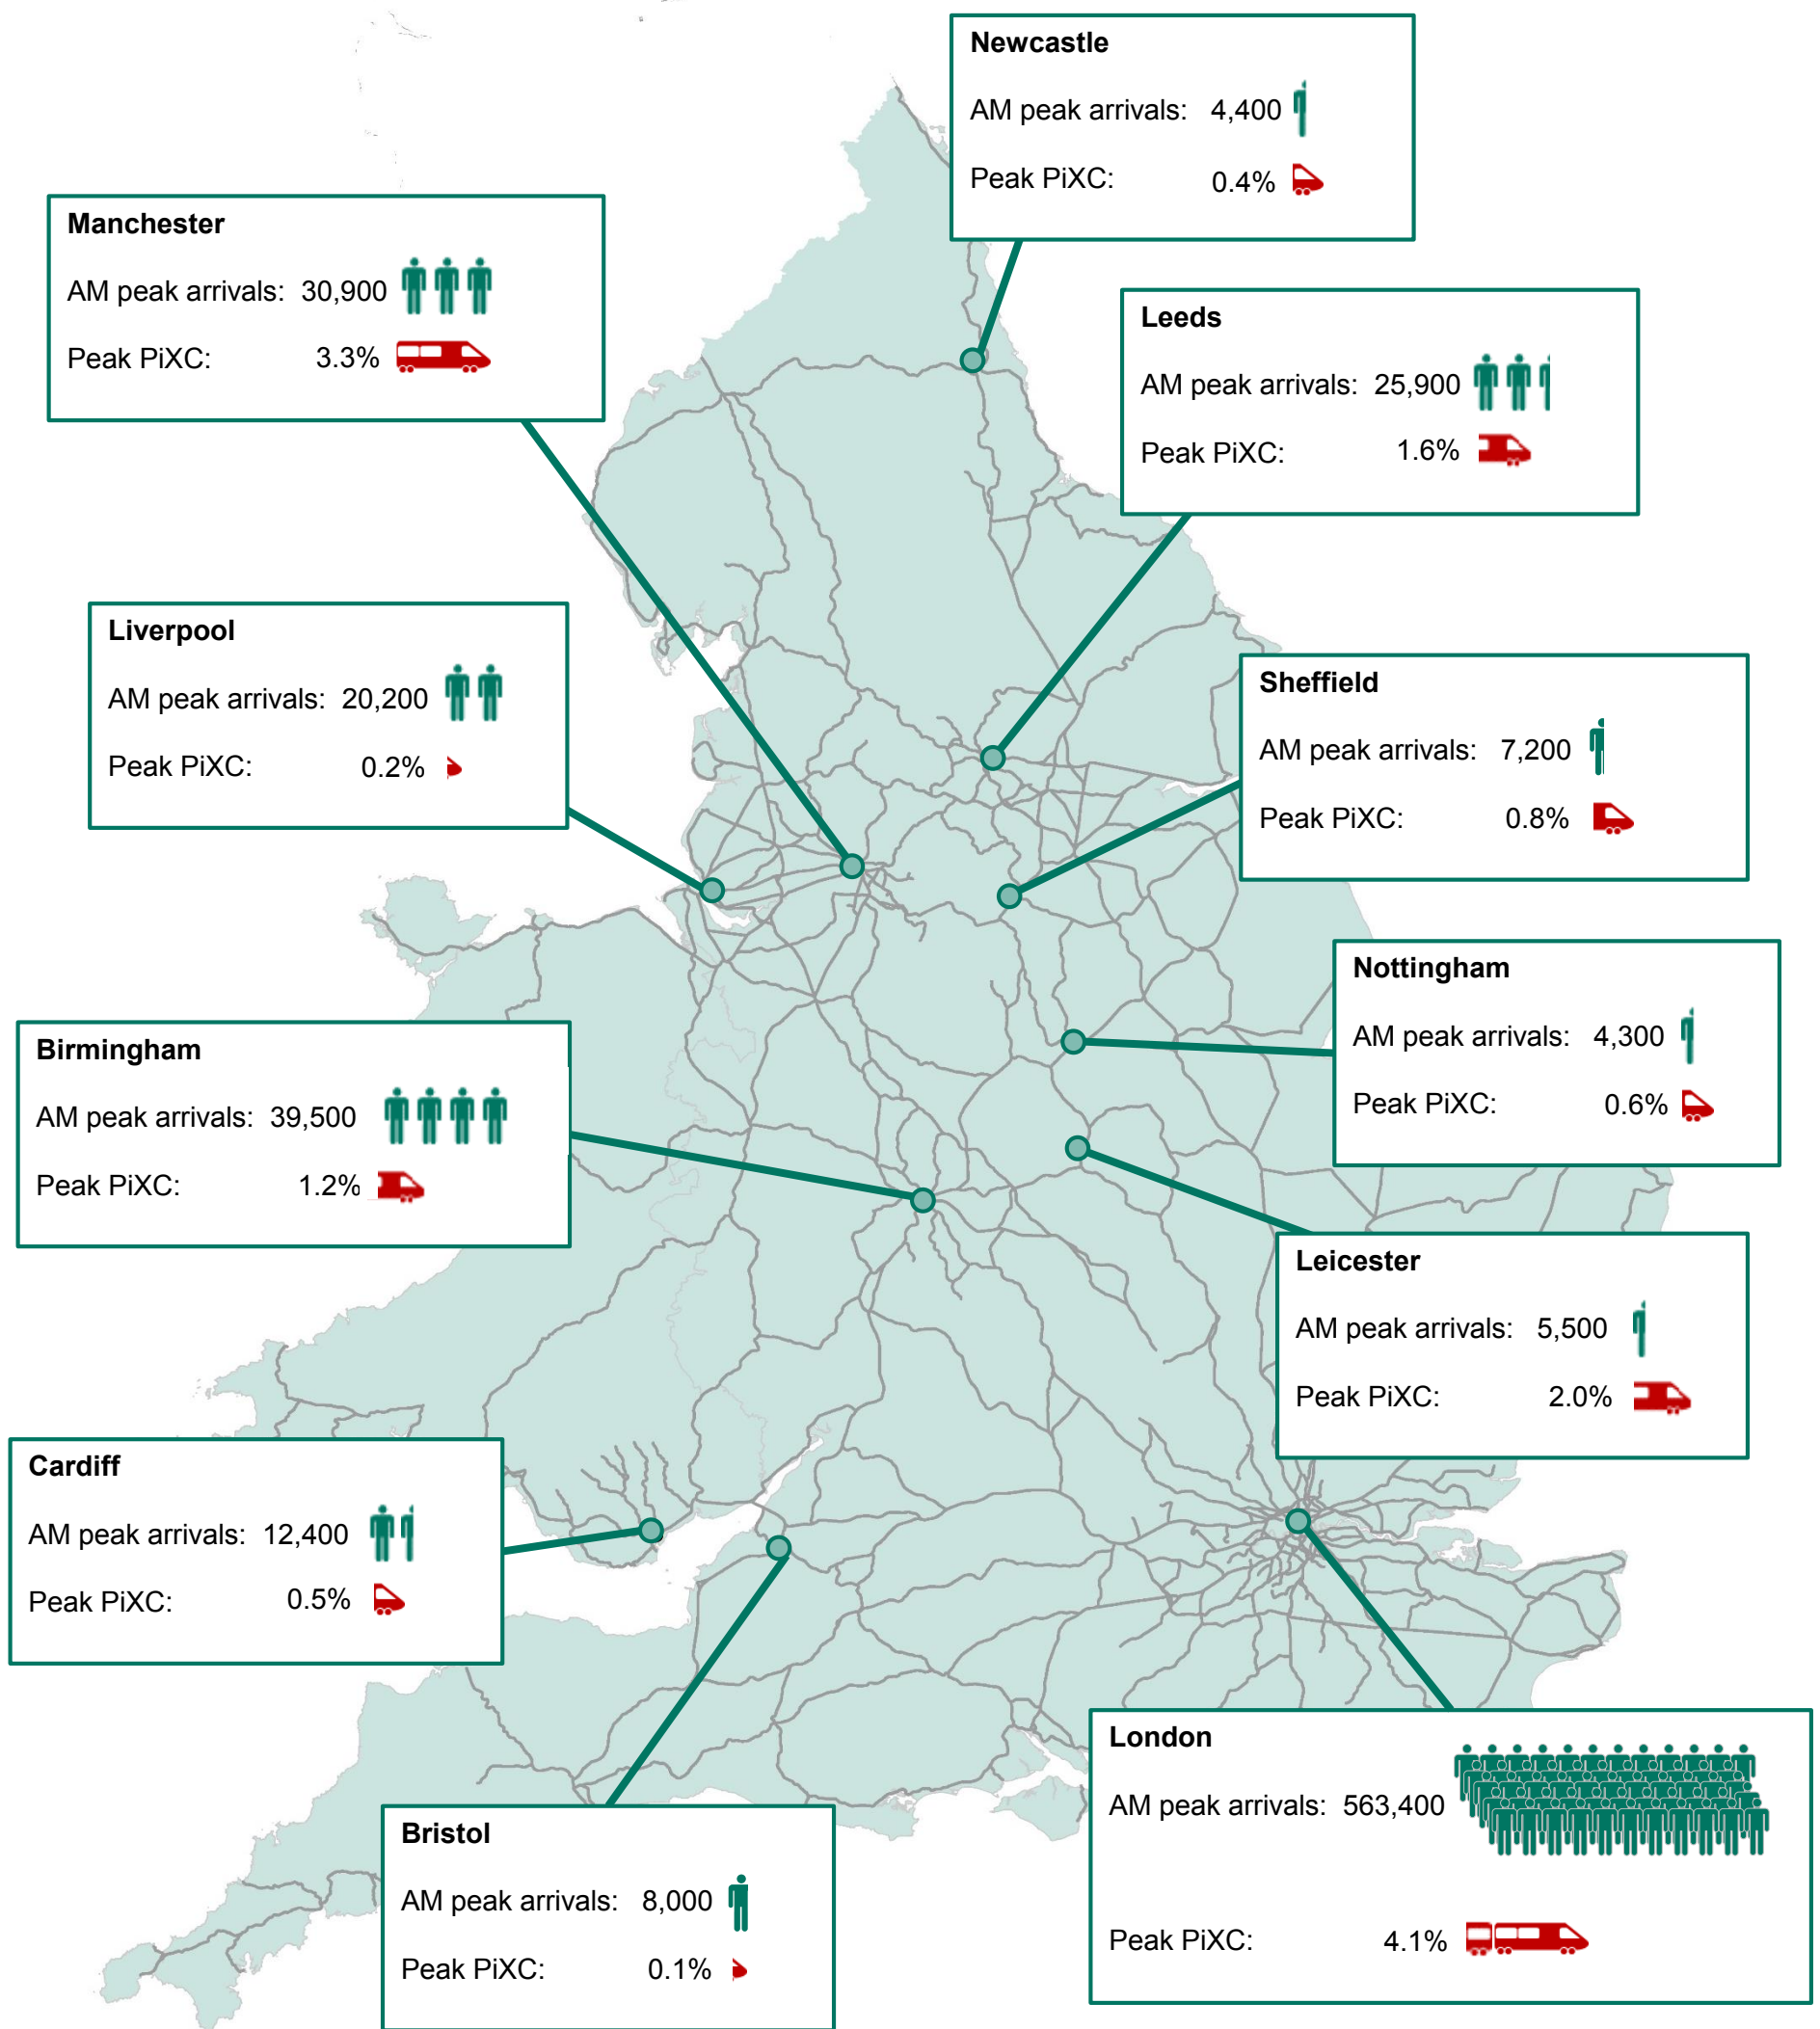 Newcastle
AM peak arrivals: 4,400
Peak PiXC: 0.4%
Manchester
AM peak arrivals: 30,900
Peak PiXC: 3.3%
Leeds
AM peak arrivals: 25,900
Peak PiXC: 1.6%
Liverpool
AM peak arrivals: 20,200
Peak PiXC: 0.2%
Sheffield
AM peak arrivals: 7,200
Peak PiXC: 0.8%
Nottingham
AM peak arrivals: 4,300
Peak PiXC: 0.6%
Birmingham
AM peak arrivals: 39,500
Peak PiXC: 1.2%
Leicester
AM peak arrivals: 5,500
Peak PiXC: 2.0%
Cardiff
AM peak arrivals: 12,400
Peak PiXC: 0.5%
London
AM peak arrivals: 563,400
Peak PiXC: 4.1%
Bristol
AM peak arrivals: 8,000
Peak PiXC: 0.1%